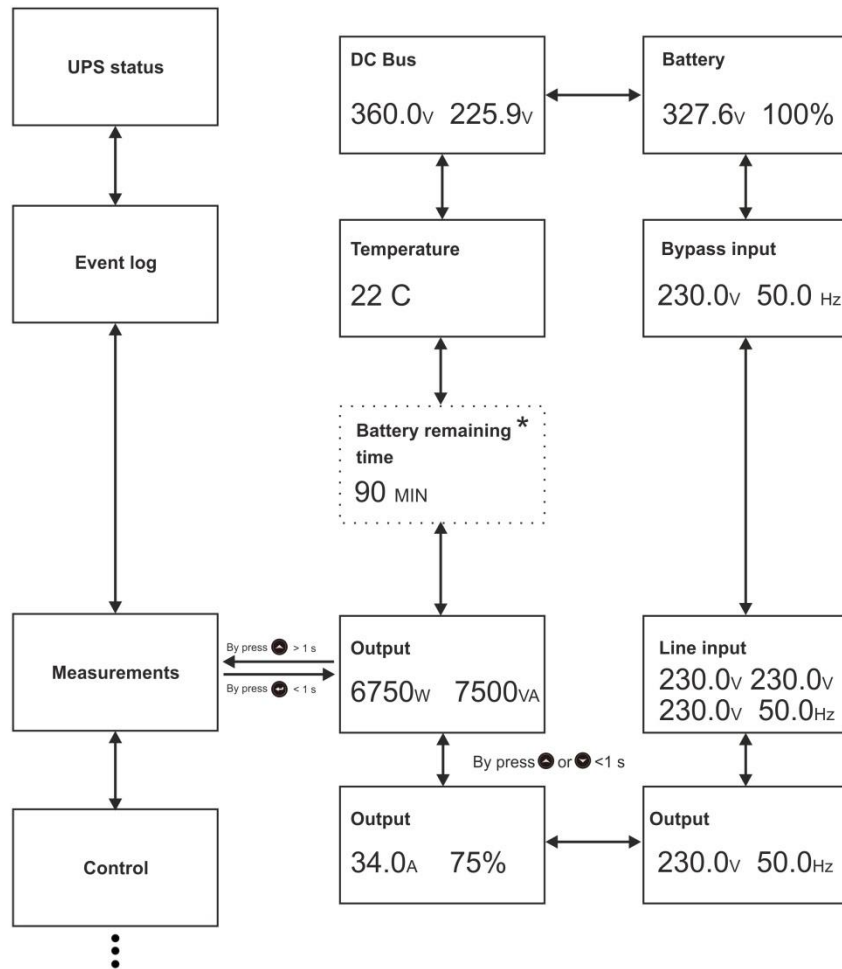 UPS status
DC Bus
360.0V 225.9V
Battery
327.6V 100%
Event log
Temperature
22 C
Bypass input
230.0V 50.0 Hz
Battery remaining *
time
90 MIN
Measurements
By press > 1 s
By press < 1 s
Output
6750W 7500VA
Line input
230.0V 230.0V
230.0V 50.0Hz
By press or <1 s
Control
Output
34.0A 75%
Output
230.0V 50.0Hz